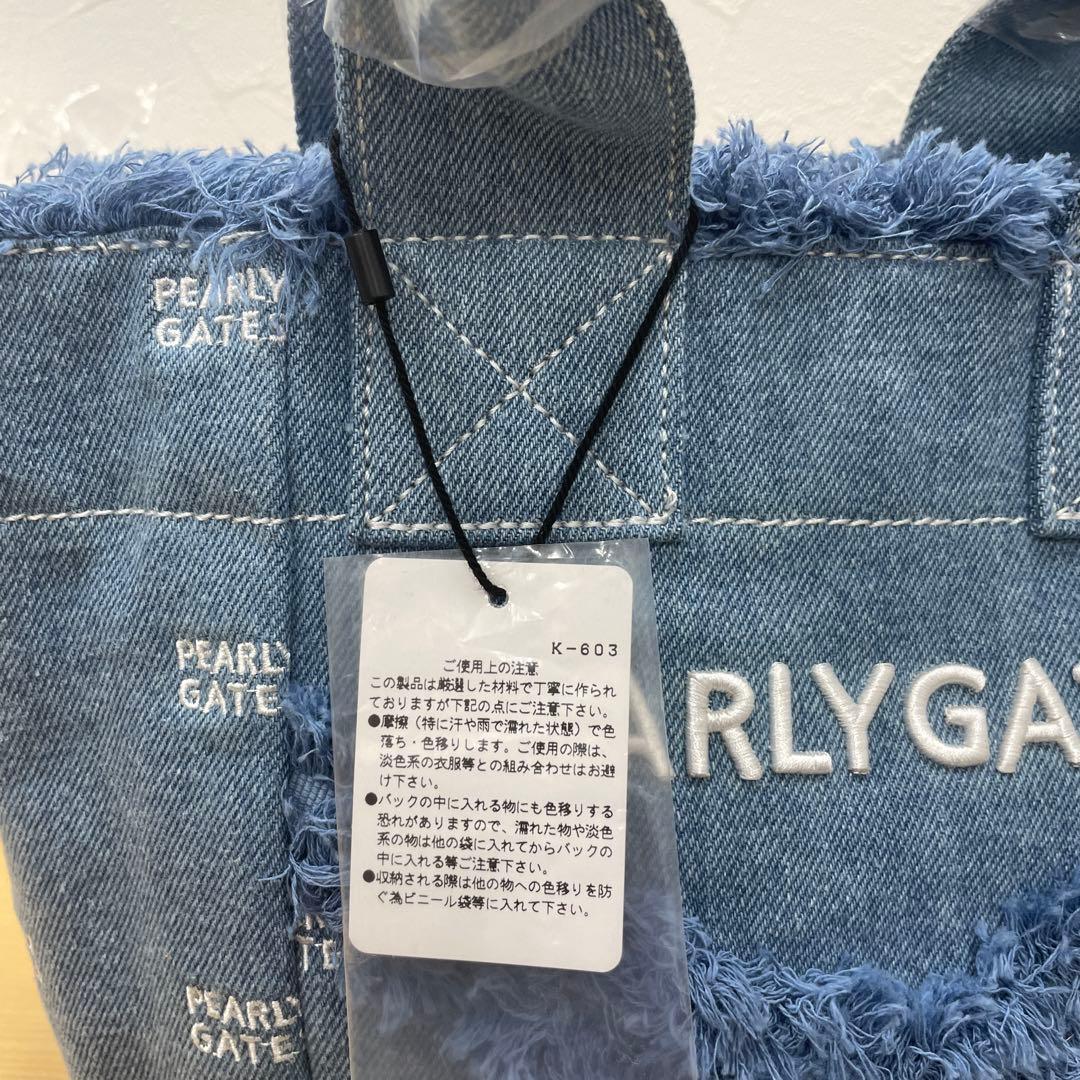 PEARLY
GATES
PEARLY
GATES
K-603
ご使用上の注意
この製品は厳選した材料で丁寧に作られ
ておりますが下記の点にご注意下さい。
●摩擦（特に汗や雨で濡れた状態）で色
落ち・色移りします。ご使用の際は、
淡色系の衣服等との組み合わせはお避
け下さい。
●バックの中に入れる物にも色移りする
恐れがありますので、濡れた物や淡色
系の物は他の袋に入れてからバックの
中に入れる等ご注意下さい。
●収納される際は他の物への色移りを防
ぐ為ビニール袋等に入れて下さい。
ARLYGA
TE
PEARLY
GATES